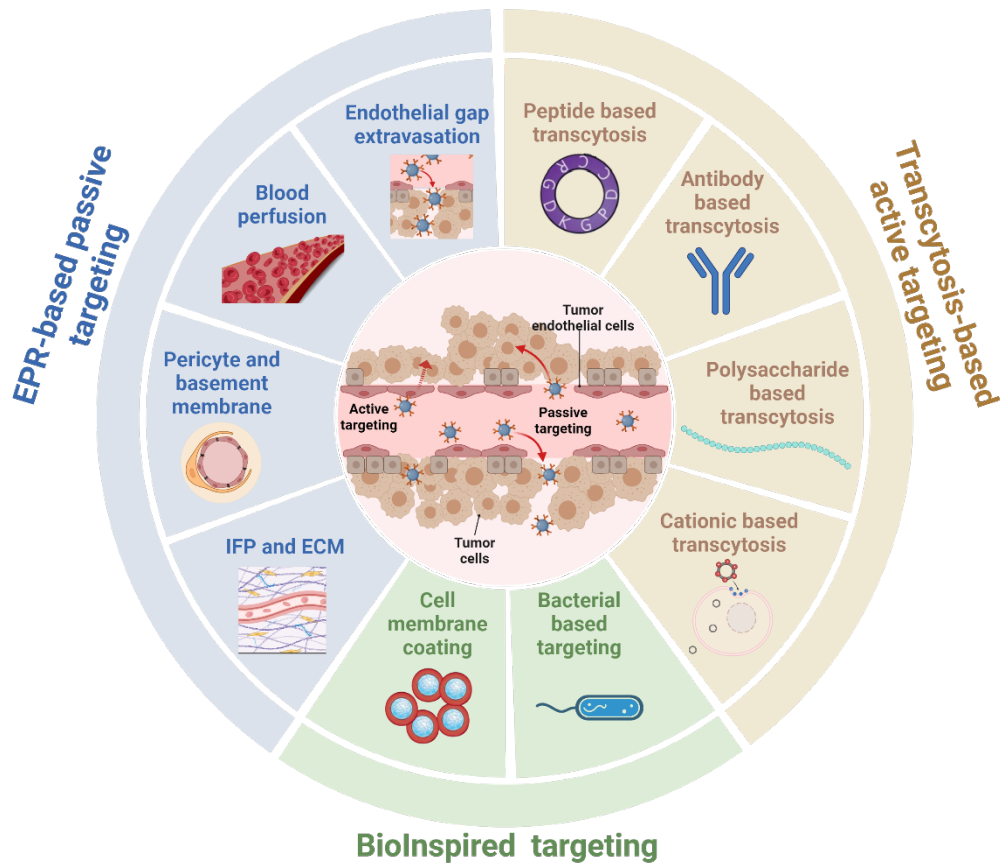 EPR-based passive
targeting
Endothelial gap
extravasation
Blood
perfusion
Pericyte and
basement
membrane
IFP and ECM
Transcytosis-based
active targeting
Peptide based
transcytosis
C C R G D K G P D C
Antibody
based
transcytosis
Polysaccharide
based
transcytosis
Cationic based
transcytosis
Tumor
endothelial cells
Active
targeting
Passive
targeting
Tumor
cells
Cell
membrane
coating
Bacterial
based
targeting
BioInspired targeting